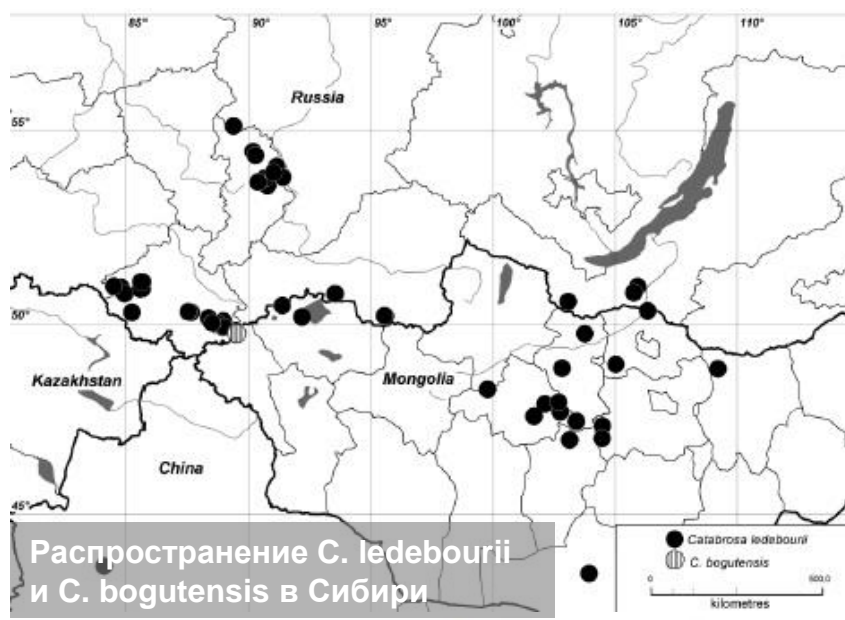 85° 90° 95° 100° 105° 110°
Russia
55°
50°
Kazakhstan
Mongolia
China
45°
Распространение C. ledebourii
и C. bogutensis в Сибири
Catabrosa ledebourii
C. bogutensis
0 500,0
kilometres